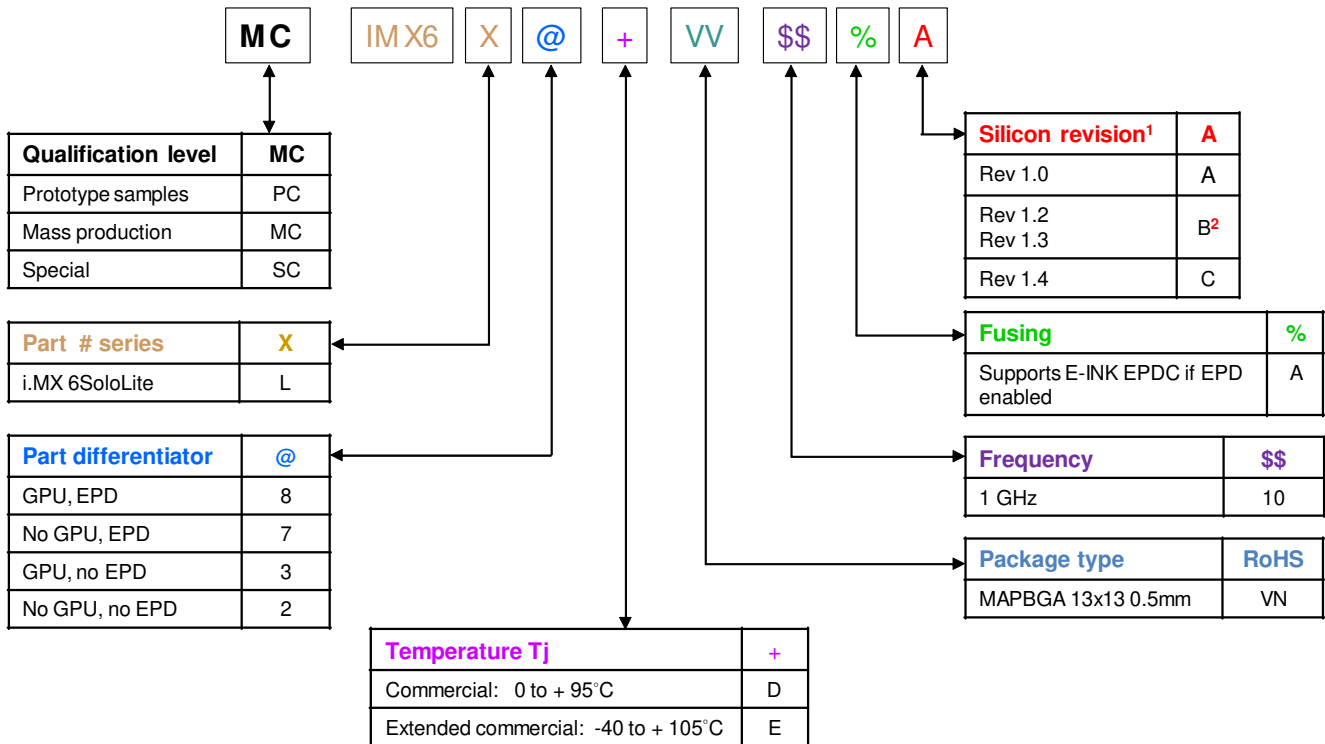 MC IMX6 X @ + VV $$ % A
Qualification level MC
Prototype samples PC
Mass production MC
Special SC
Part # series X
i.MX 6SoloLite L
Part differentiator @
GPU, EPD 8
No GPU, EPD 7
GPU, no EPD 3
No GPU, no EPD 2
Temperature Tj +
Commercial: 0 to + 95°C D
Extended commercial: -40 to + 105°C E
Silicon revision¹ A
Rev 1.0 A
Rev 1.2
Rev 1.3 B²
Rev 1.4 C
Fusing %
Supports E-INK EPDC if EPD A
enabled
Frequency $$
1 GHz 10
Package type RoHS
MAPBGA 13x13 0.5mm VN